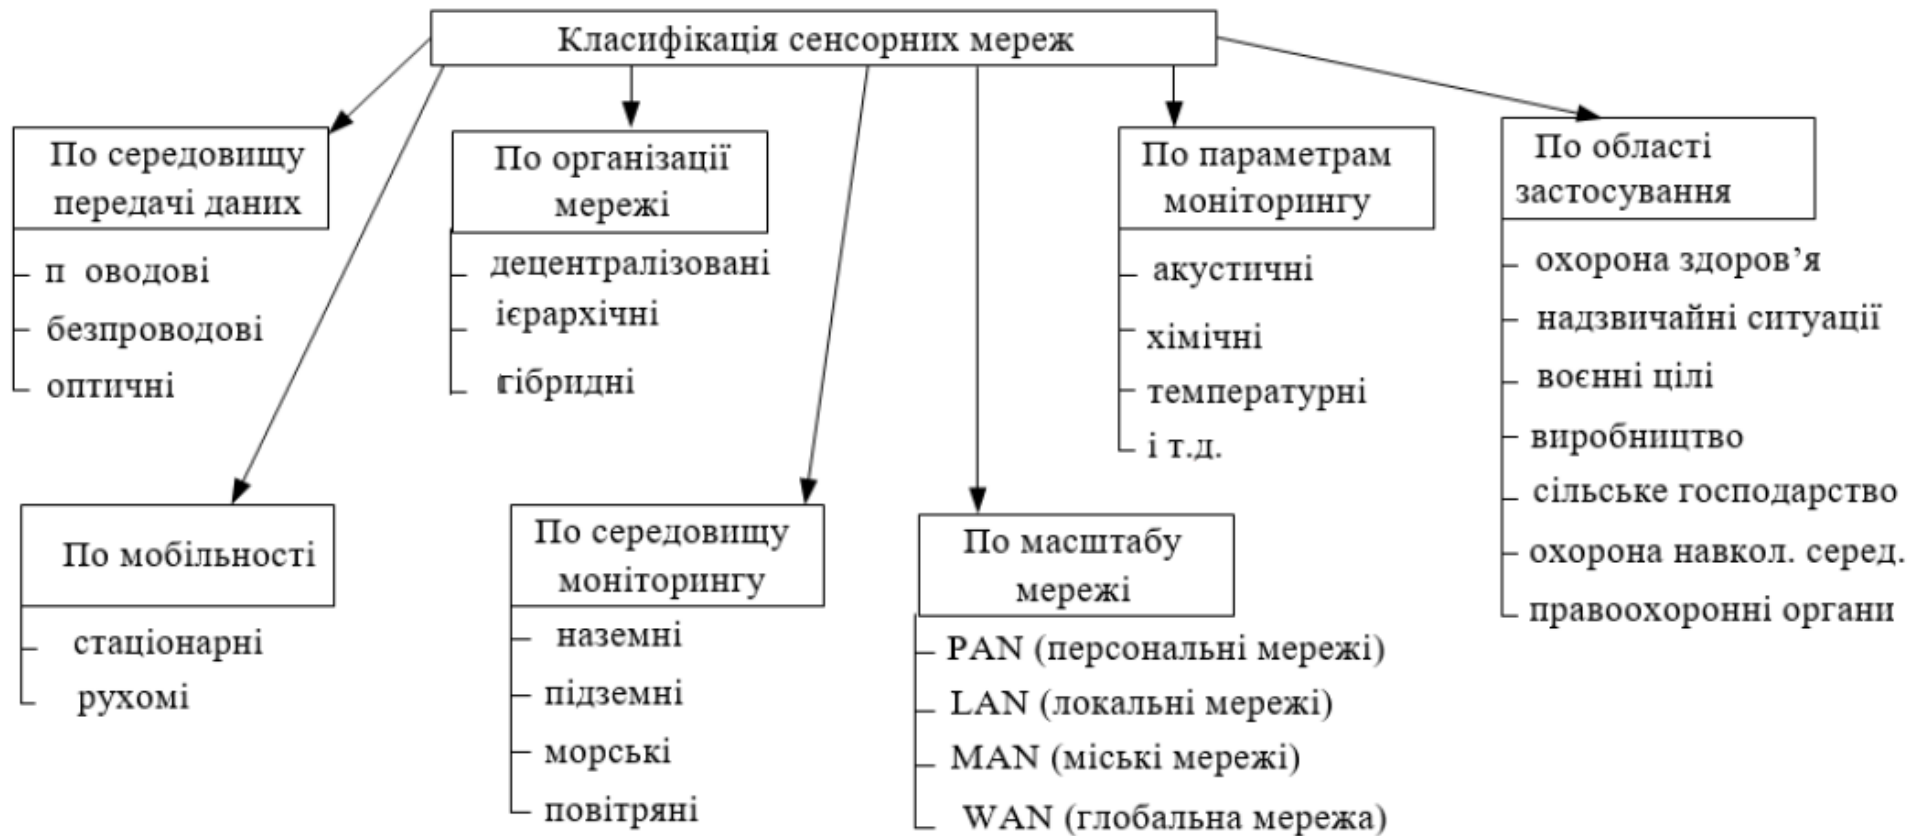 Класифікація сенсорних мереж
По середовищу
передачі даних
п оводові
безпроводові
оптичні
По організації
мережі
децентралізовані
ієрархічні
гібридні
По параметрам
моніторингу
акустичні
хімічні
температурні
і т.д.
По області
застосування
охорона здоров’я
надзвичайні ситуації
воєнні цілі
виробництво
сільське господарство
охорона навкол. серед.
правоохоронні органи
По мобільності
стаціонарні
рухомі
По середовищу
моніторингу
наземні
підземні
морські
повітряні
По масштабу
мережі
PAN (персональні мережі)
LAN (локальні мережі)
MAN (міські мережі)
WAN (глобальна мережа)